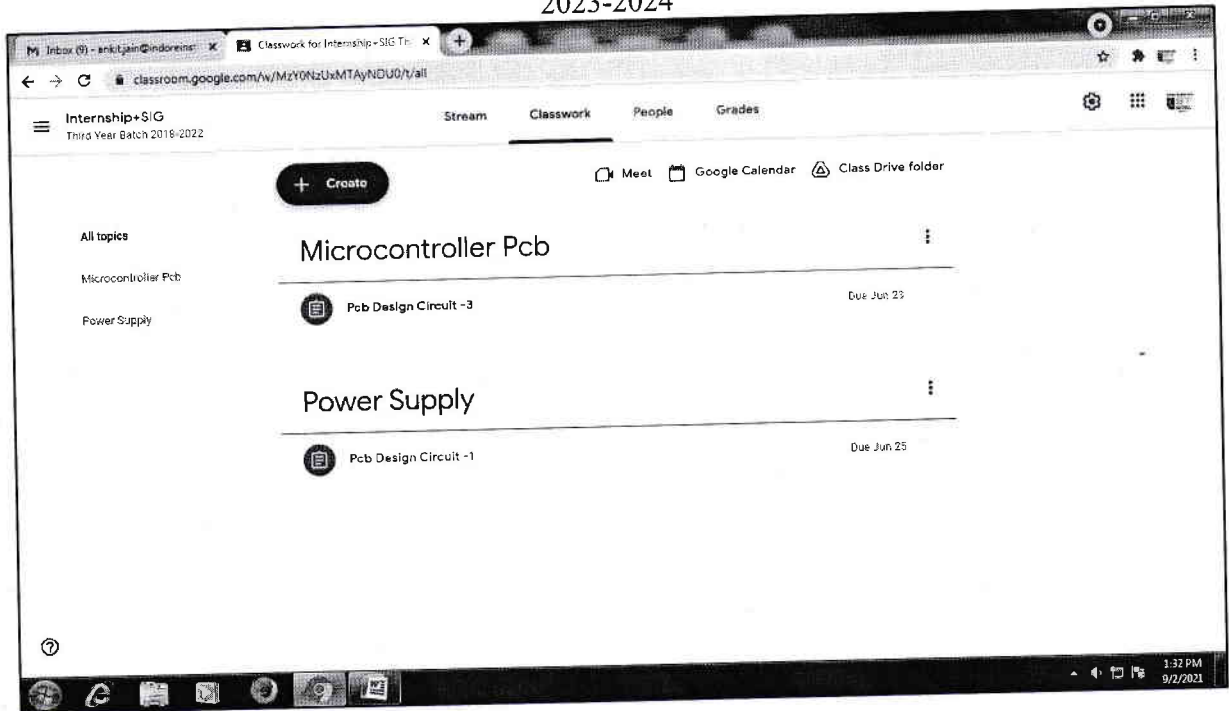 2023-2024
Inbox (9) - ankit.jain@indoreins
Classwork for Internship+SIG Th
classroom.google.com/w/MzY0NzUxMTAyNDU0/t/all
Internship+SIG
Third Year Batch 2018-2022
Stream Classwork People Grades
+ Create
Meet Google Calendar Class Drive folder
All topics
Microcontroller Pcb
Power Supply
Microcontroller Pcb
Pcb Design Circuit -3 Due Jun 23
Power Supply
Pcb Design Circuit -1 Due Jun 25
1:32 PM
9/2/2021